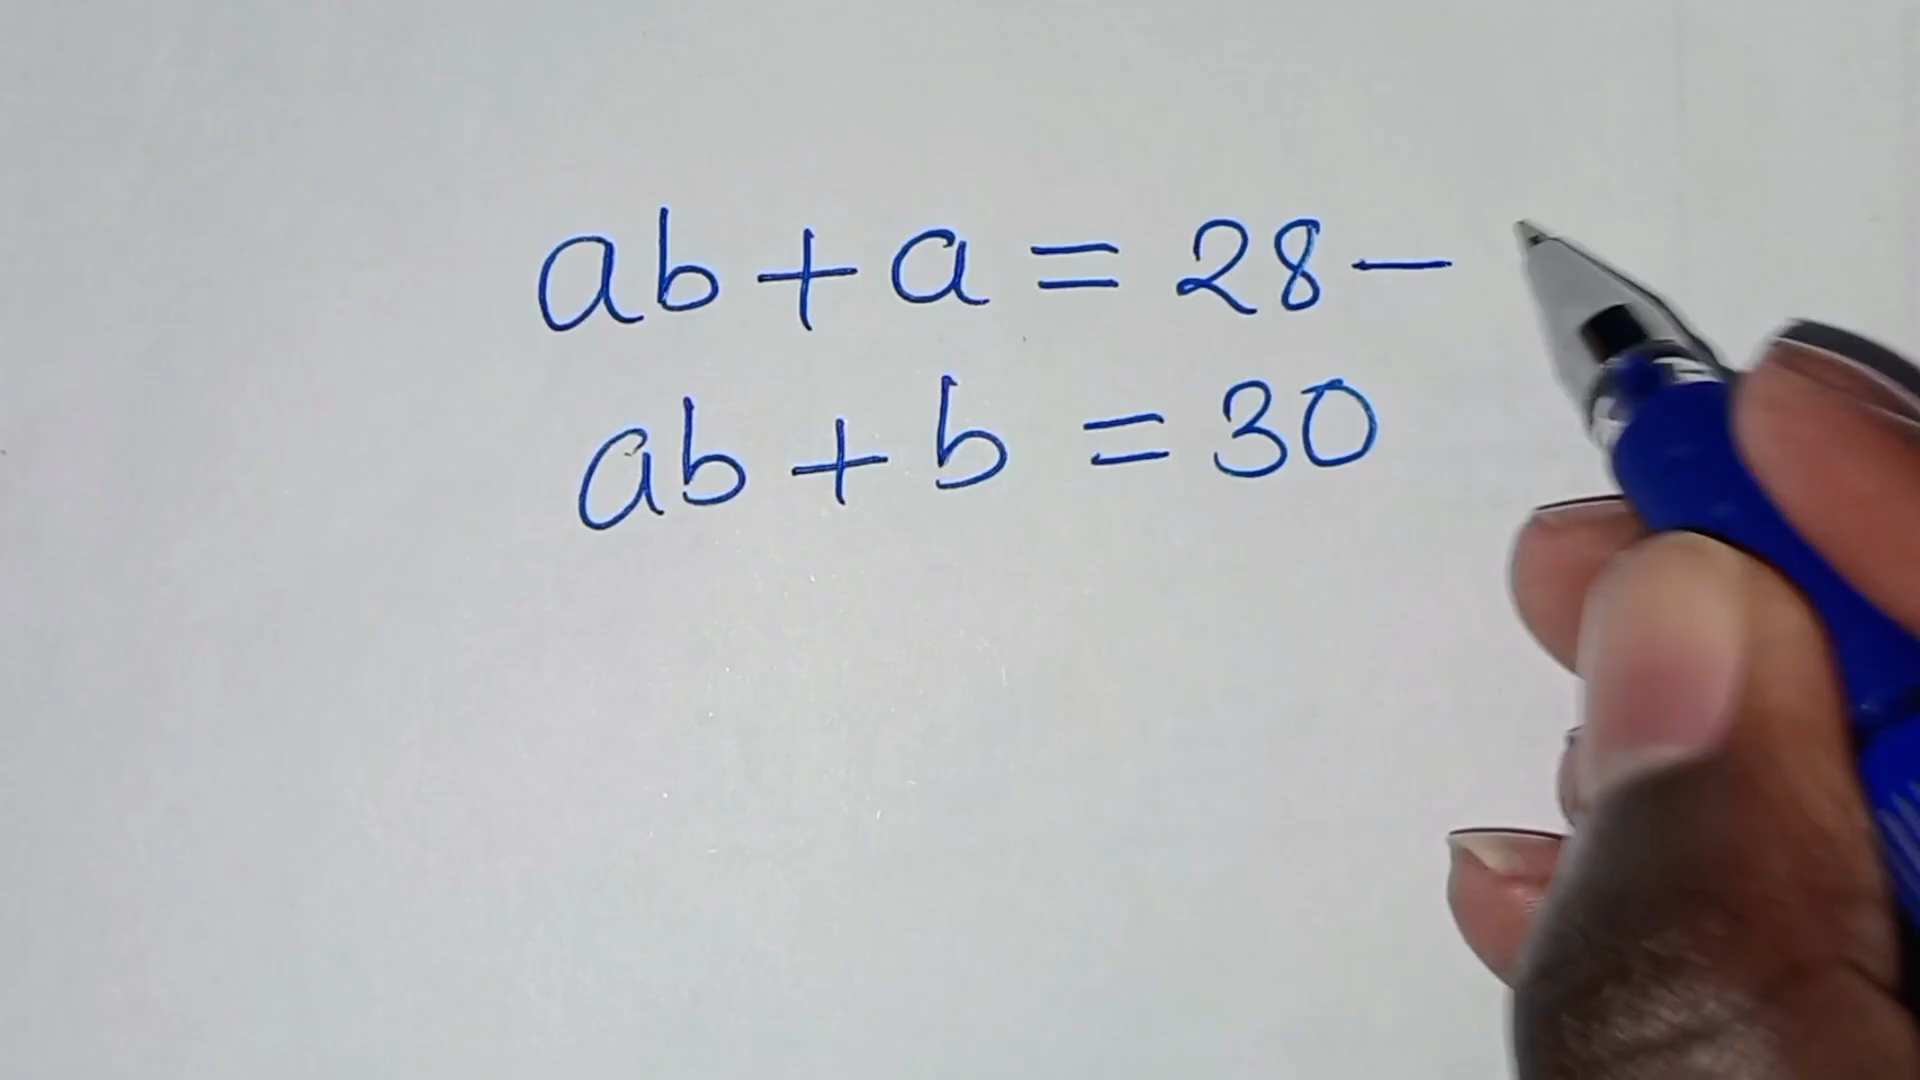 ab + a = 28 —
ab + b = 30